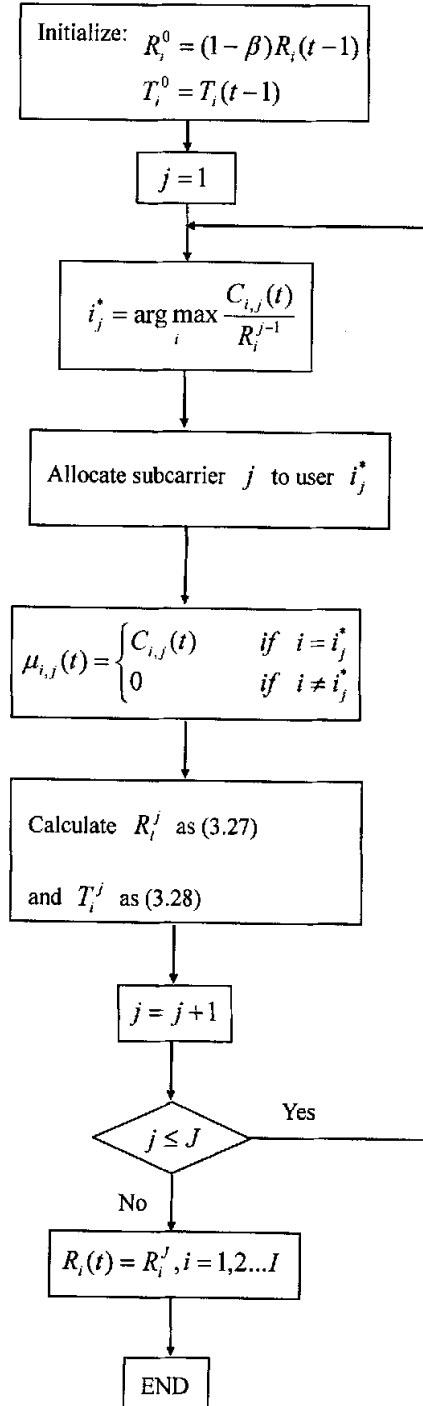 Initialize: R_i^0 = (1 − β)R_i(t − 1)
T_i^0 = T_i(t − 1)
j = 1
i_j^* = arg max_i C_{i,j}(t) / R_i^{j−1}
Allocate subcarrier j to user i_j^*
μ_{i,j}(t) = { C_{i,j}(t) if i = i_j^*
0 if i ≠ i_j^*
Calculate R_i^j as (3.27)
and T_i^j as (3.28)
j = j + 1
Yes
j ≤ J
No
R_i(t) = R_i^J, i = 1,2...I
END